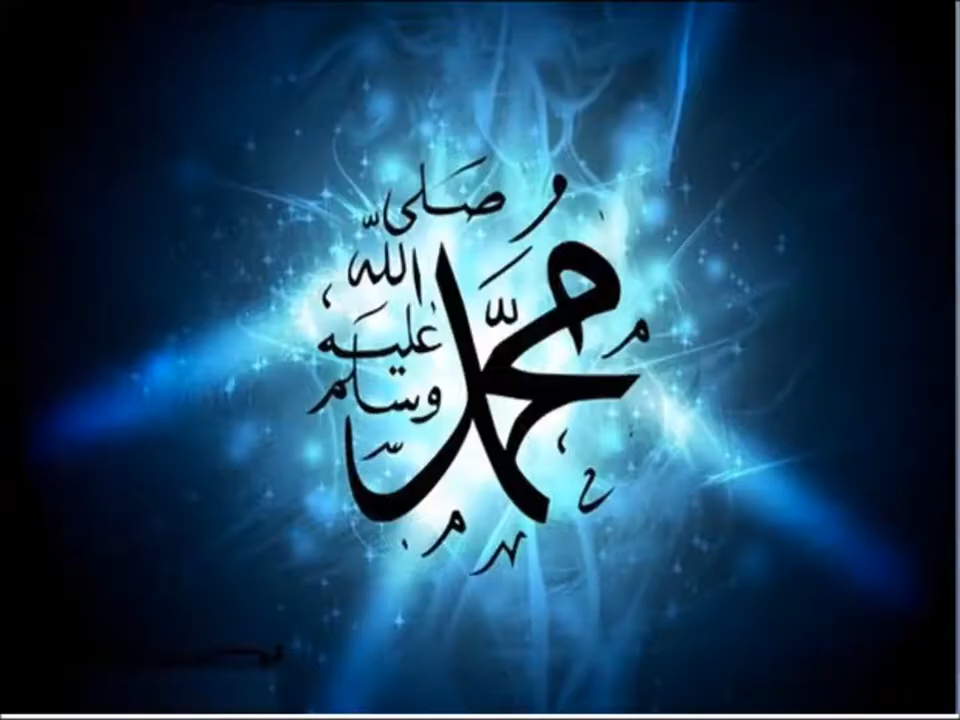 محمد
صلى
الله
عليه
وسلم